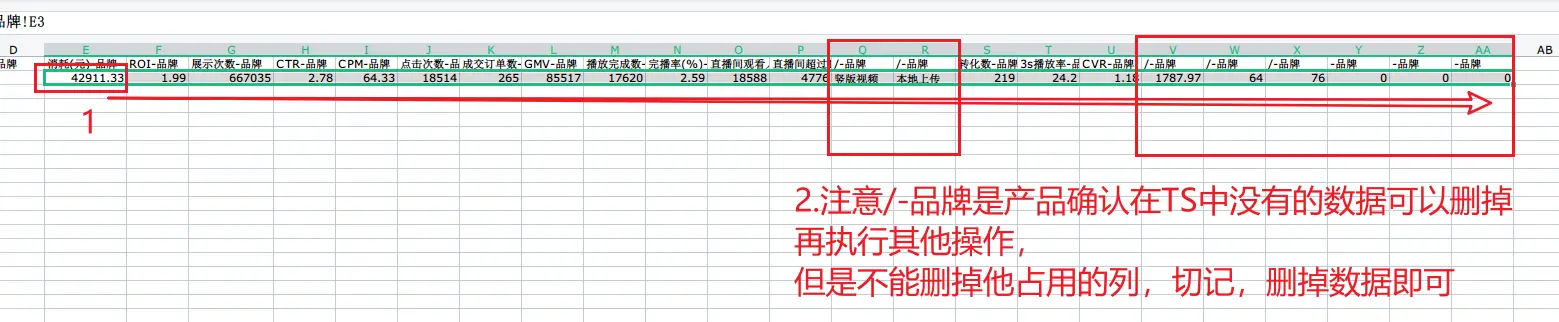 品牌!E3
D E F G H I J K L M N O P Q R S T U V W X Y Z AA AB
品牌 消耗(元)-品牌 ROI-品牌 展示次数-品牌 CTR-品牌 CPM-品牌 点击次数-品 成交订单数- GMV-品牌 播放完成数- 完播率(%)- 直播间观看人 直播间超过1 /-品牌 /-品牌 转化数-品牌 3s播放率-品 CVR-品牌 /-品牌 /-品牌 /-品牌 -品牌 -品牌 -品牌
42911.33 1.99 667035 2.78 64.33 18514 265 85517 17620 2.59 18588 4776 竖版视频 本地上传 219 24.2 1.18 1787.97 64 76 0 0 0
1
2.注意/-品牌是产品确认在TS中没有的数据可以删掉
再执行其他操作,
但是不能删掉他占用的列，切记，删掉数据即可